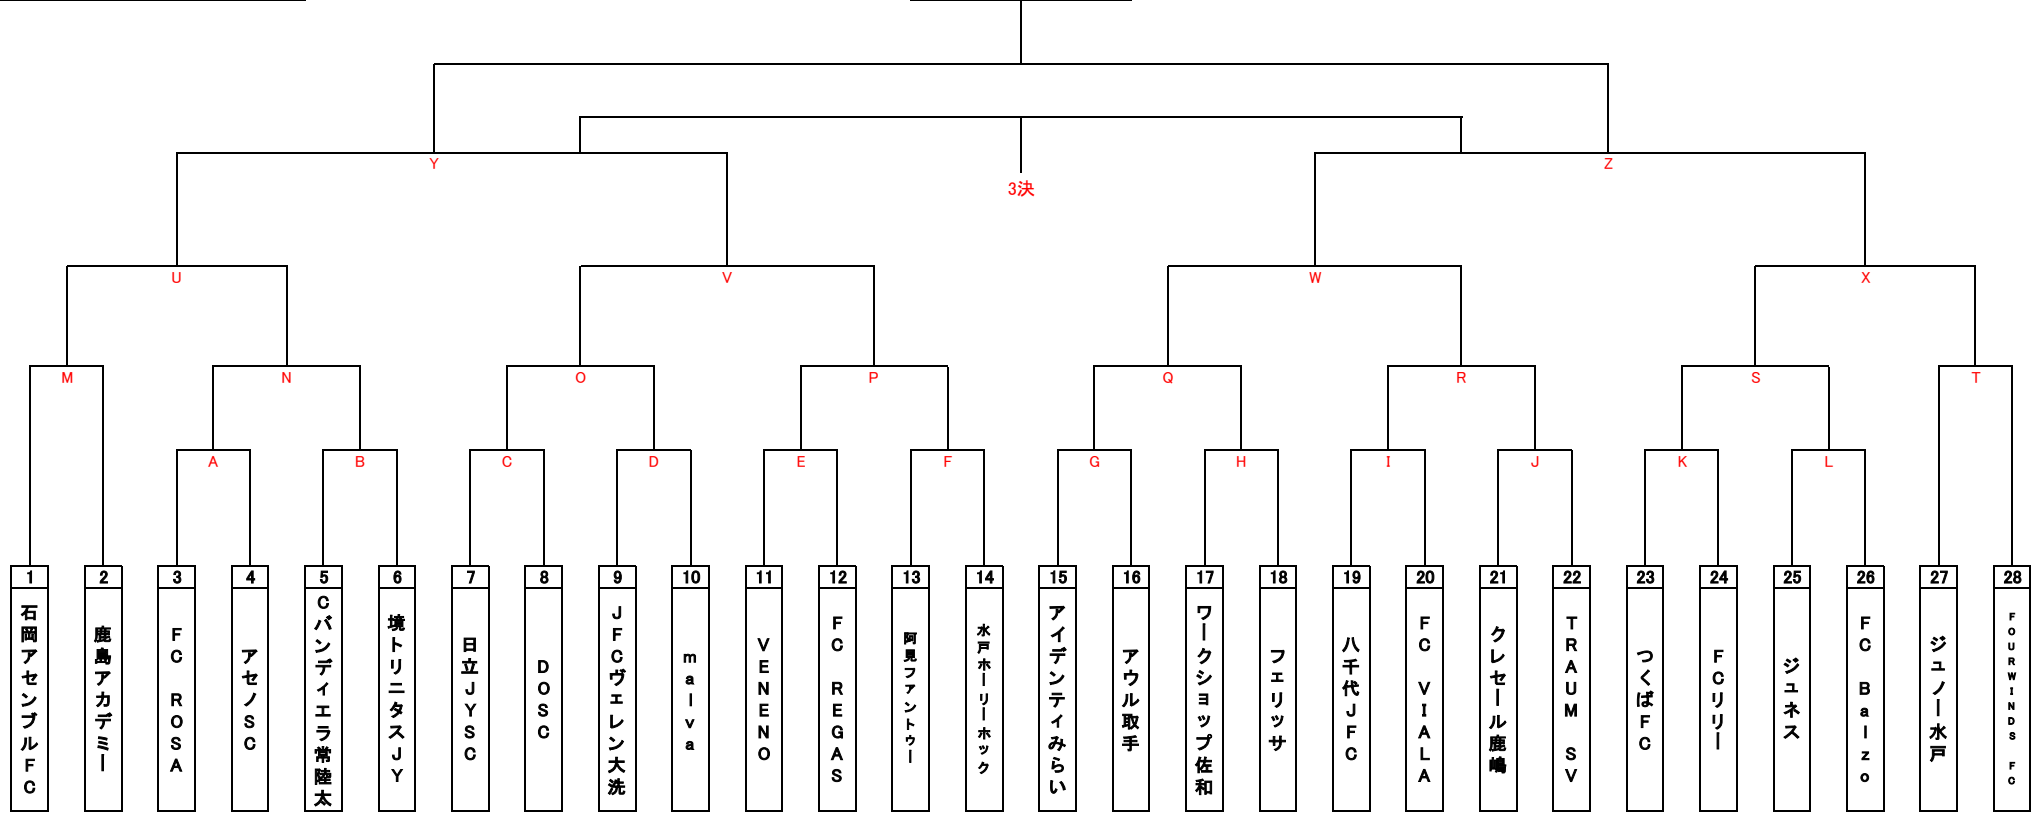 Y
Z
3決
U
V
W
X
M
N
O
P
Q
R
S
T
A
B
C
D
E
F
G
H
I
J
K
L
1
2
3
4
5
6
7
8
9
10
11
12
13
14
15
16
17
18
19
20
21
22
23
24
25
26
27
28
石岡アセンブルFC
鹿島アカデミー
FC ROSA
アセノSC
Cバンディエラ常陸太
境トリニタスJY
日立JYSC
DOSC
JFCヴェレン大洗
malva
VENENO
FC REGAS
阿見ファントゥー
水戸ホーリーホック
アイデンティみらい
アウル取手
ワークショップ佐和
フェリッサ
八千代JFC
FC VIALA
クレセール鹿嶋
TRAUM SV
つくばFC
FCリリー
ジュネス
FC Balzo
ジュノー水戸
FOURWINDS FC